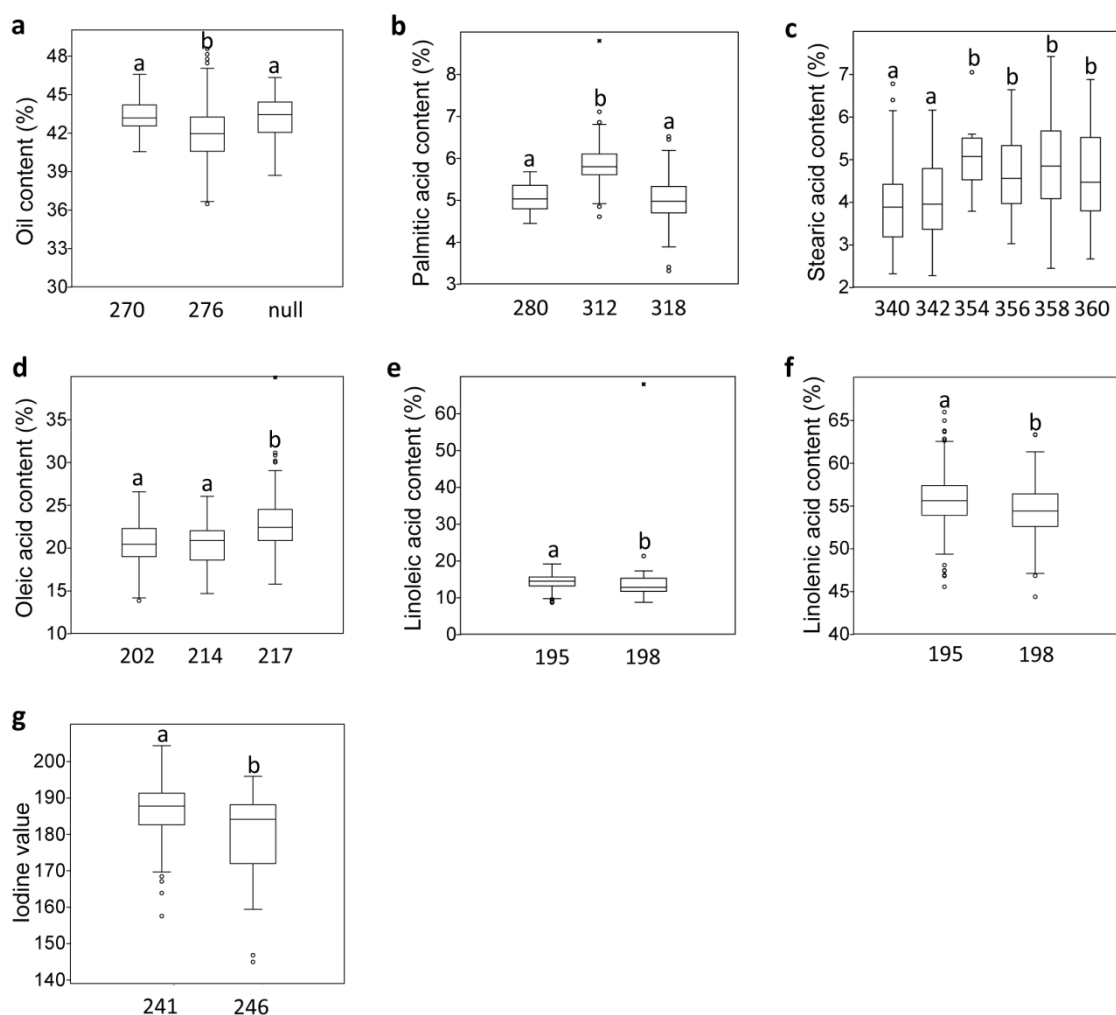 a
Oil content (%)
48
45
42
39
36
33
30
a
b
a
270 276 null
b
Palmitic acid content (%)
8
7
6
5
4
3
a
b
a
280 312 318
c
Stearic acid content (%)
7
6
5
4
3
2
a
a
b
b
b
b
340 342 354 356 358 360
d
Oleic acid content (%)
35
30
25
20
15
10
a
a
b
202 214 217
e
Linoleic acid content (%)
60
50
40
30
20
10
0
a
b
195 198
f
Linolenic acid content (%)
65
60
55
50
45
40
a
b
195 198
g
Iodine value
200
190
180
170
160
150
140
a
b
241 246